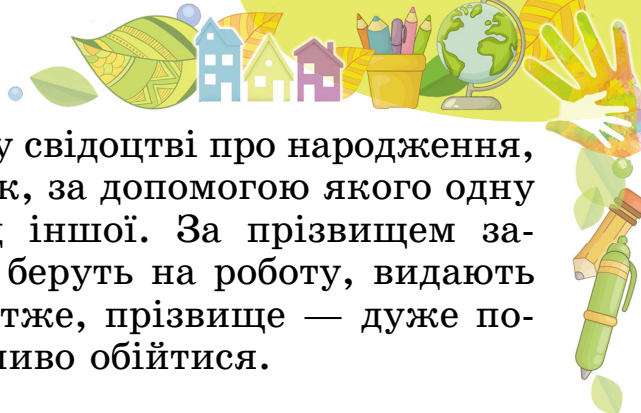 у свідоцтві про народження,
к, за допомогою якого одну
іншої. За прізвищем за-
беруть на роботу, видають
тже, прізвище — дуже по-
ливо обійтися.